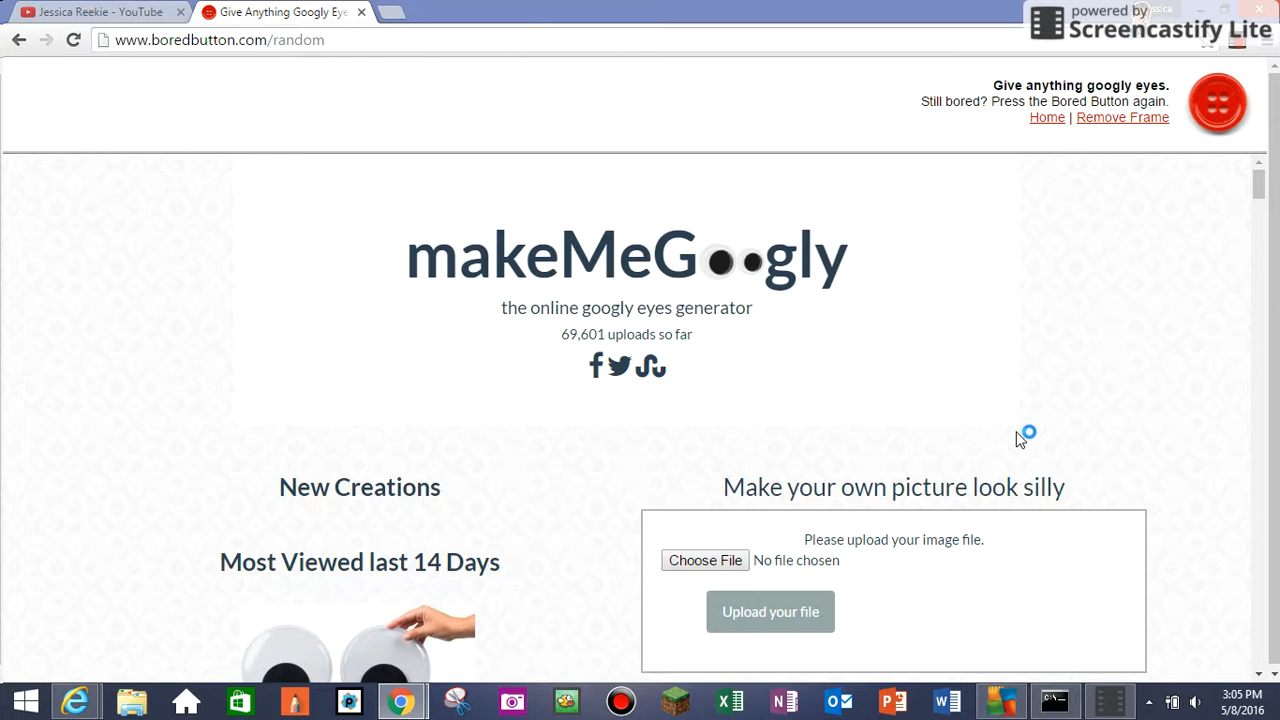 Jessica Reekie - YouTube
Give Anything Googly Eye
powered by
Screencastify Lite
www.boredbutton.com/random
Give anything googly eyes.
Still bored? Press the Bored Button again.
Home | Remove Frame
makeMeGoogly
the online googly eyes generator
69,601 uploads so far
New Creations
Make your own picture look silly
Please upload your image file.
Choose File No file chosen
Most Viewed last 14 Days
Upload your file
3:05 PM
5/8/2016